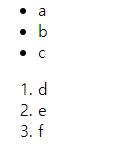 • a
• b
• c
1. d
2. e
3. f